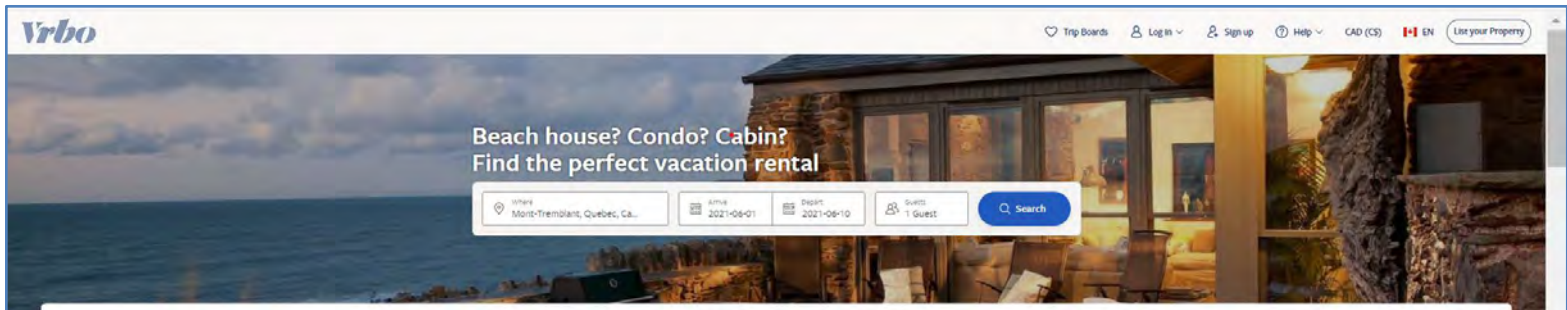 Vrbo
Trip Boards
Log in
Sign up
Help
CAD (C$)
EN
List your Property
Beach house? Condo? Cabin?
Find the perfect vacation rental
Where
Mont-Tremblant, Quebec, Ca...
Arrive
2021-06-01
Depart
2021-06-10
Guests
1 Guest
Search